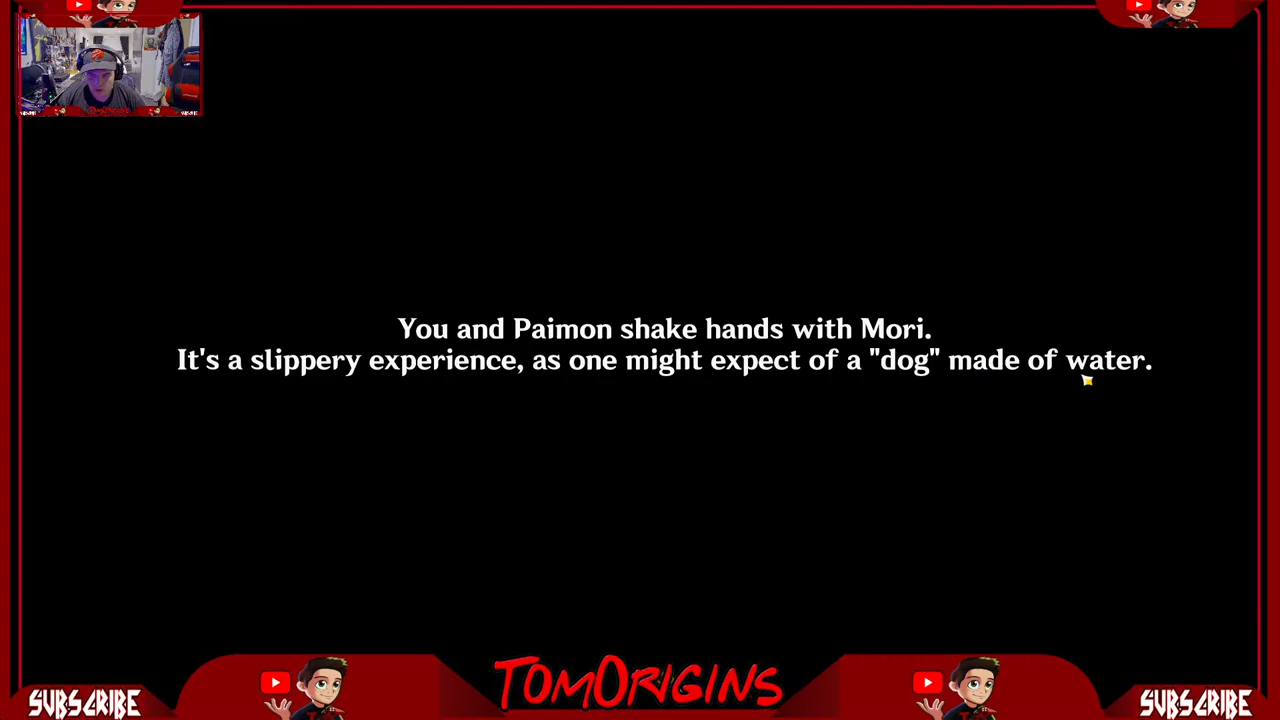 You and Paimon shake hands with Mori.
It's a slippery experience, as one might expect of a "dog" made of water.
SUBSCRIBE
TOMORIGINS
SUBSCRIBE